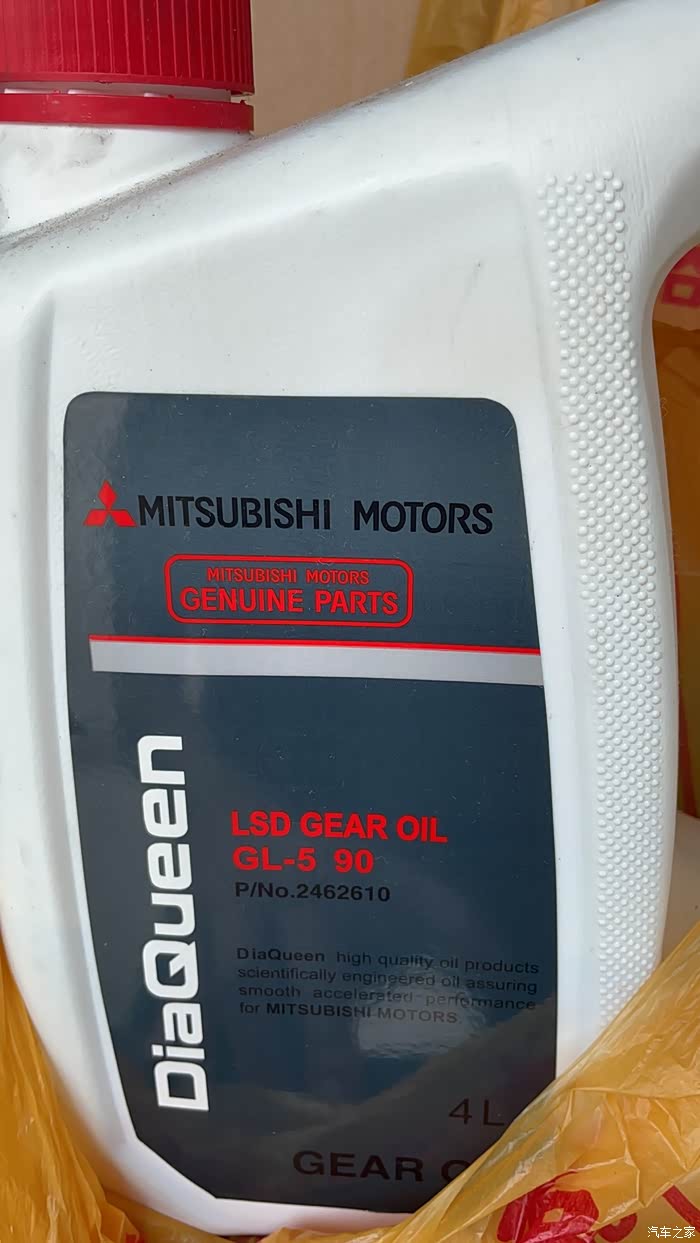 MITSUBISHI MOTORS
MITSUBISHI MOTORS
GENUINE PARTS
DiaQueen
LSD GEAR OIL
GL-5 90
P/No.2462610
DiaQueen high quality oil products
scientifically engineered oil assuring
smooth accelerated performance
for MITSUBISHI MOTORS.
4L
GEAR
汽车之家